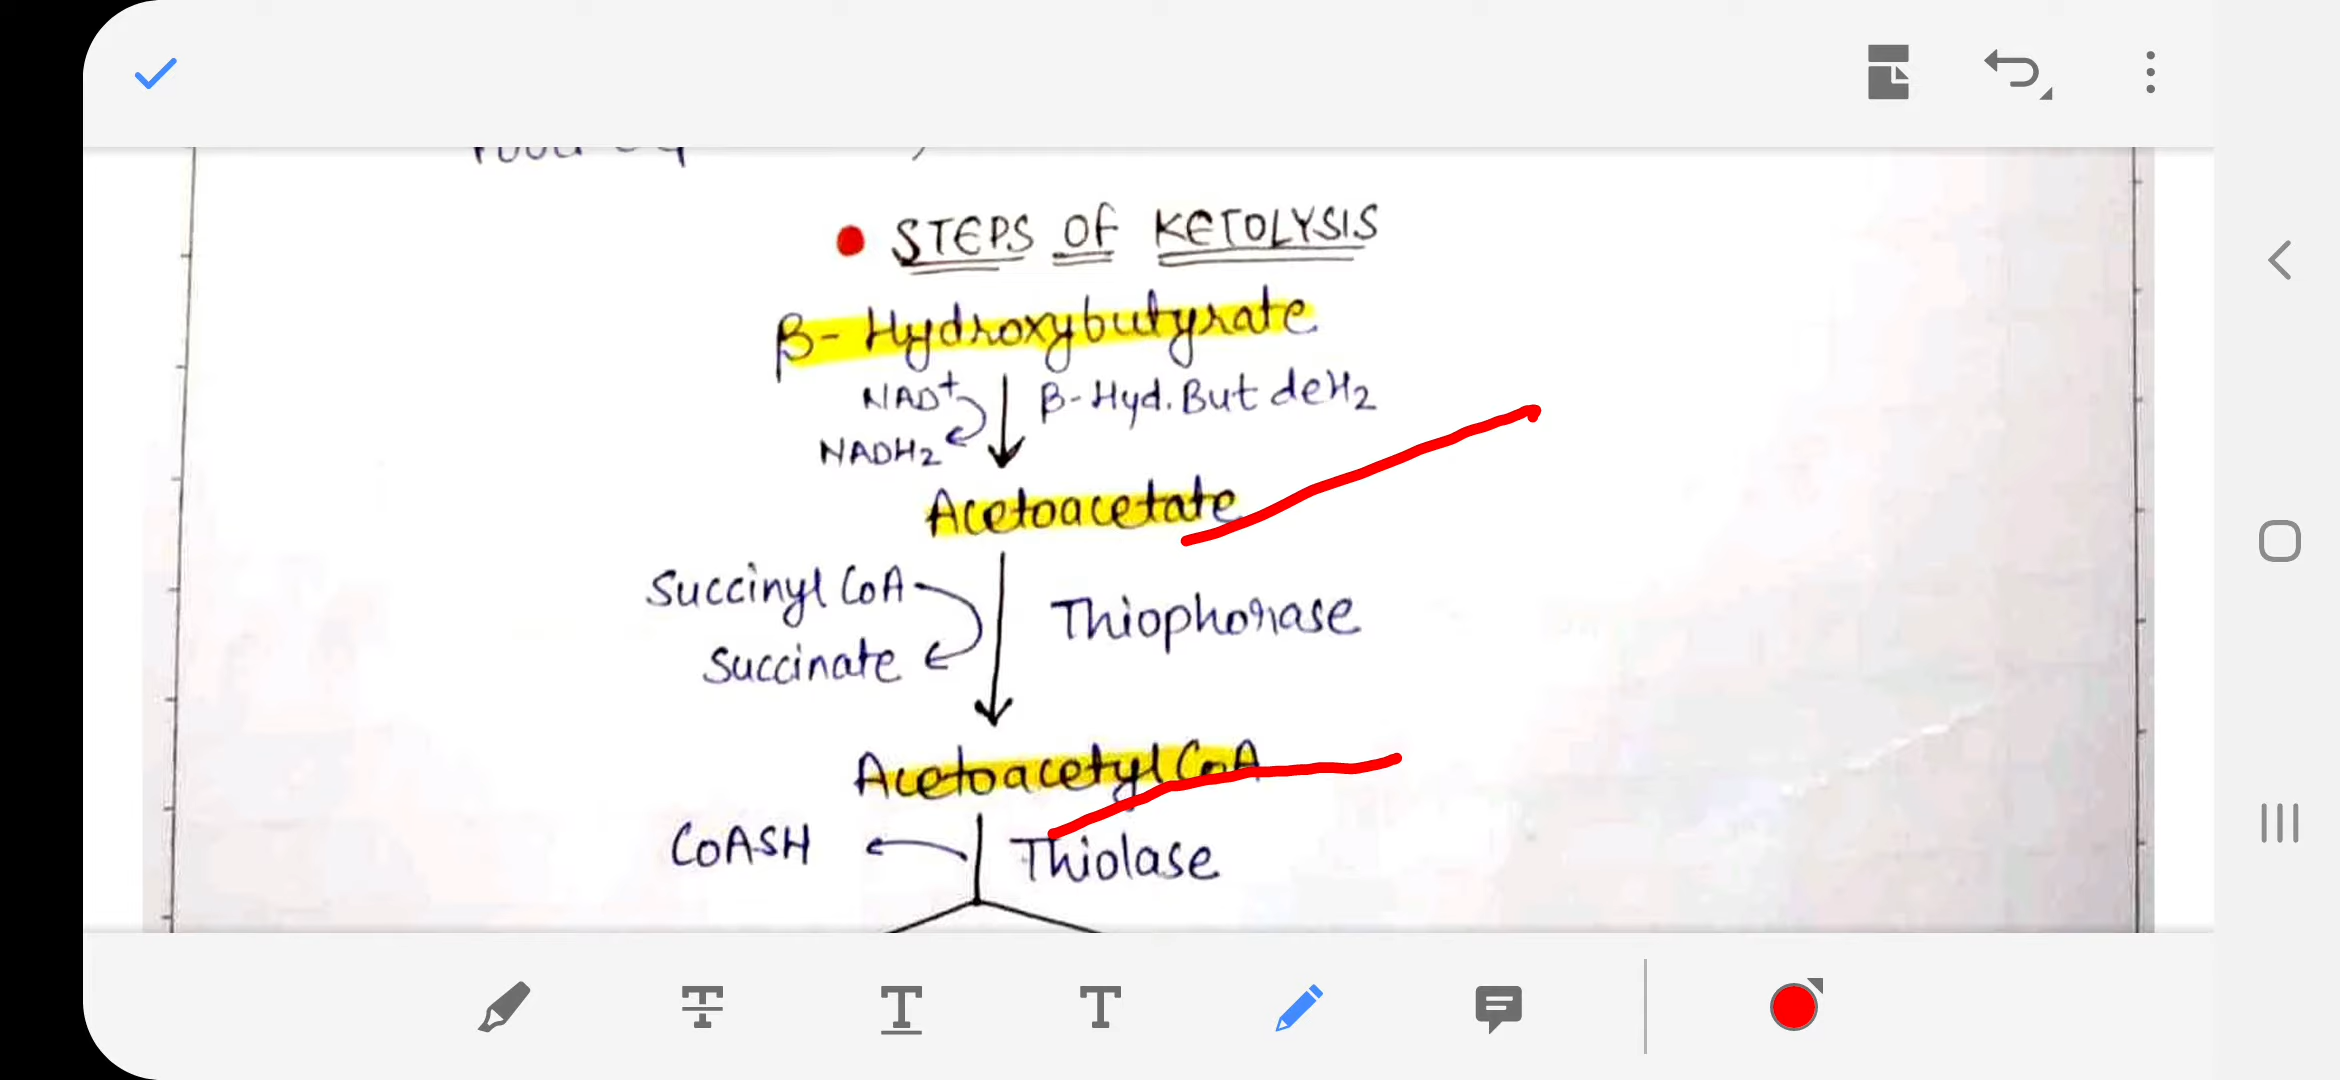 • STEPS OF KETOLYSIS
β- Hydroxybutyrate
NAD+ β-Hyd. But deH2
NADH2
Acetoacetate
Succinyl CoA
Thiophorase
Succinate
Acetoacetyl CoA
CoASH Thiolase